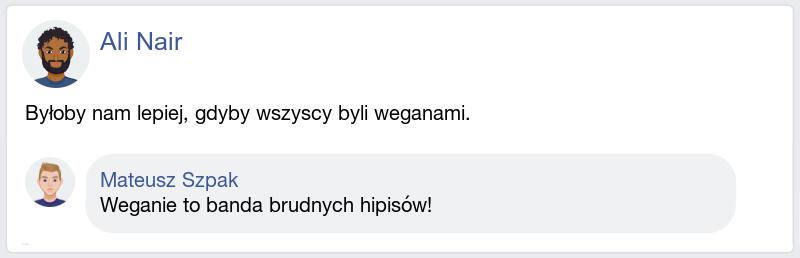 Ali Nair
Byłoby nam lepiej, gdyby wszyscy byli weganami.
Mateusz Szpak
Weganie to banda brudnych hipisów!